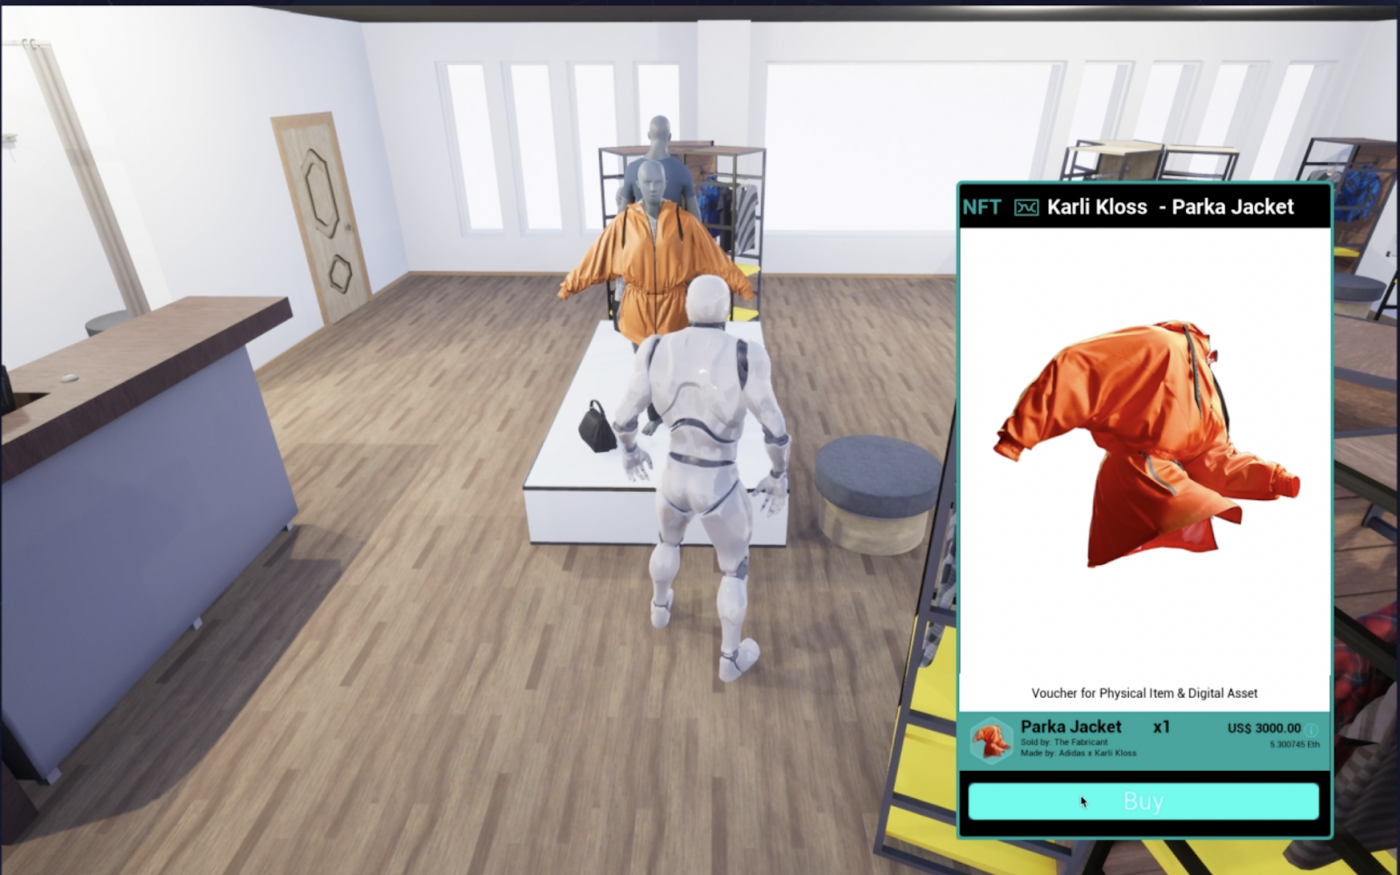 NFT Karli Kloss - Parka Jacket
Voucher for Physical Item & Digital Asset
Parka Jacket x1 US$ 3000.00
Sold by: The Fabricant
5.300745 Eth
Made by: Adidas x Karli Kloss
Buy